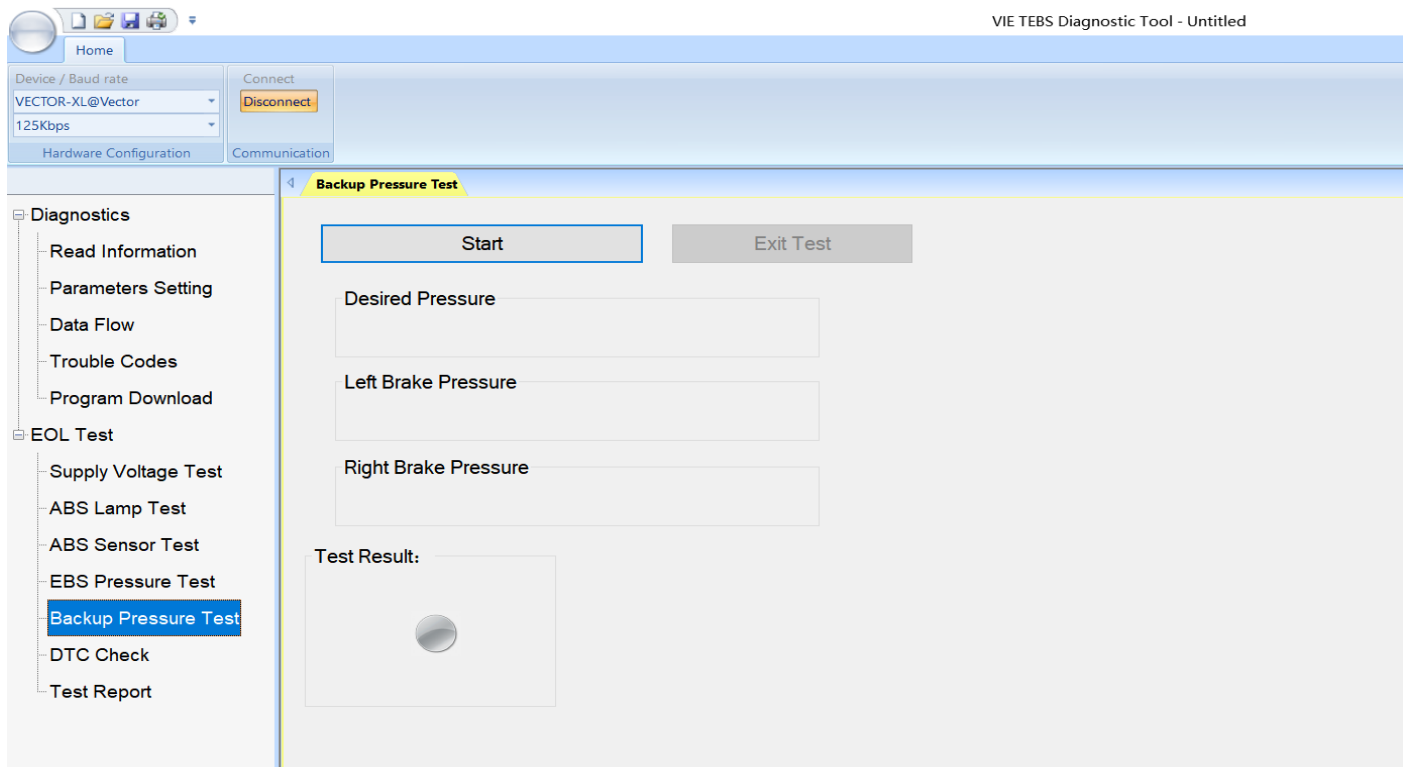 VIE TEBS Diagnostic Tool - Untitled
Home
Device / Baud rate
Connect
VECTOR-XL@Vector
Disconnect
125Kbps
Hardware Configuration
Communication
Backup Pressure Test
Diagnostics
Read Information
Parameters Setting
Data Flow
Trouble Codes
Program Download
EOL Test
Supply Voltage Test
ABS Lamp Test
ABS Sensor Test
EBS Pressure Test
Backup Pressure Test
DTC Check
Test Report
Start
Exit Test
Desired Pressure
Left Brake Pressure
Right Brake Pressure
Test Result：